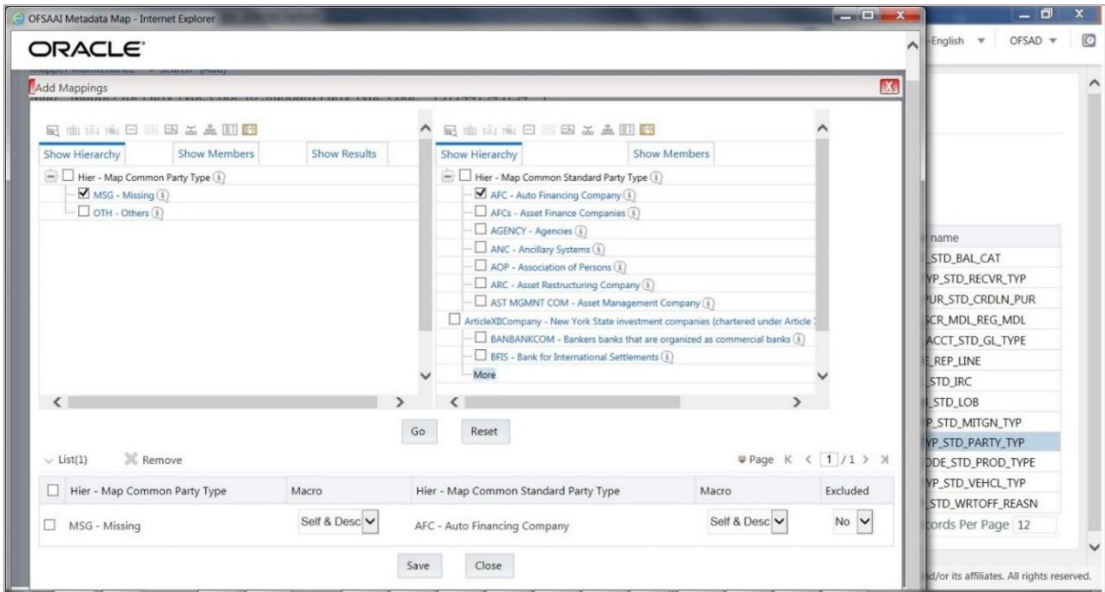 OFSAAI Metadata Map - Internet Explorer
ORACLE
-English OFSAD
Add Mappings
Show Hierarchy Show Members Show Results
Hier - Map Common Party Type
MSG - Missing
OTH - Others
Show Hierarchy Show Members
Hier - Map Common Standard Party Type
AFC - Auto Financing Company
AFCs - Asset Finance Companies
AGENCY - Agencies
ANC - Ancillary Systems
AOP - Association of Persons
ARC - Asset Restructuring Company
AST MGMNT COM - Asset Management Company
ArticleXIICompany - New York State investment companies (chartered under Article
BANBANKCOM - Bankers banks that are organized as commercial banks
BFIS - Bank for International Settlements
More
Go Reset
List(1) Remove Page 1 / 1
Hier - Map Common Party Type Macro Hier - Map Common Standard Party Type Macro Excluded
MSG - Missing Self & Desc AFC - Auto Financing Company Self & Desc No
Save Close
name
_STD_BAL_CAT
YP_STD_RECVR_TYP
PUR_STD_CRDLN_PUR
SCR_MDL_REG_MDL
ACCT_STD_GL_TYPE
E_REP_LINE
_STD_IRC
_STD_LOB
P_STD_MITGN_TYP
YP_STD_PARTY_TYP
ODE_STD_PROD_TYPE
YP_STD_VEHCL_TYP
_STD_WRTOFF_REASN
cords Per Page 12
nd/or its affiliates. All rights reserved.